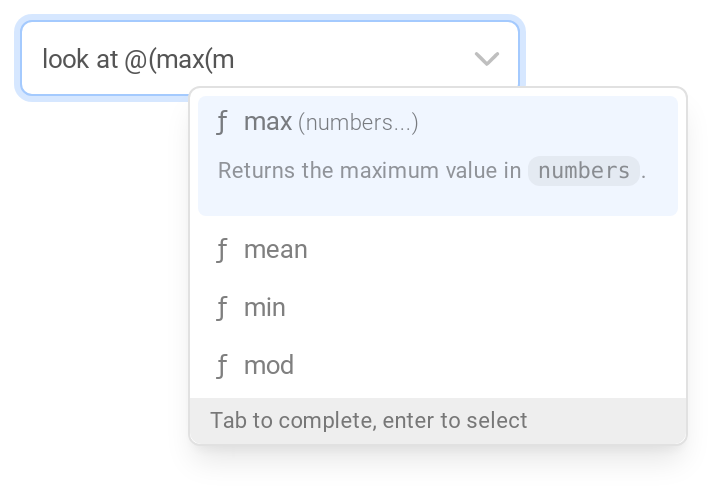 look at @(max(m
ƒ max (numbers...)
Returns the maximum value in numbers.
ƒ mean
ƒ min
ƒ mod
Tab to complete, enter to select